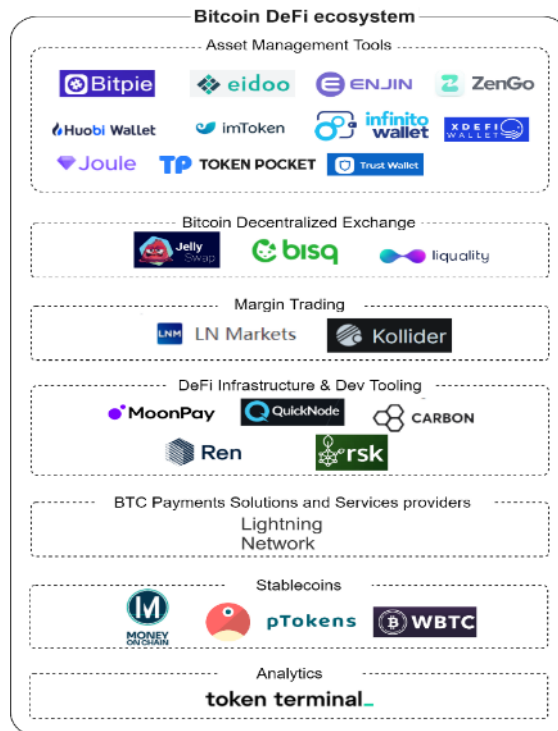 Bitcoin DeFi ecosystem
Asset Management Tools
Bitpie eidoo ENJIN ZenGo
Huobi Wallet imToken infinito wallet XDEFI WALLET
Joule TP TOKEN POCKET Trust Wallet
Bitcoin Decentralized Exchange
Jelly Swap bisq liquality
Margin Trading
LNM LN Markets Kollider
DeFi Infrastructure & Dev Tooling
MoonPay QuickNode CARBON
Ren rsk
BTC Payments Solutions and Services providers
Lightning
Network
Stablecoins
MONEY ON CHAIN pTokens WBTC
Analytics
token terminal_